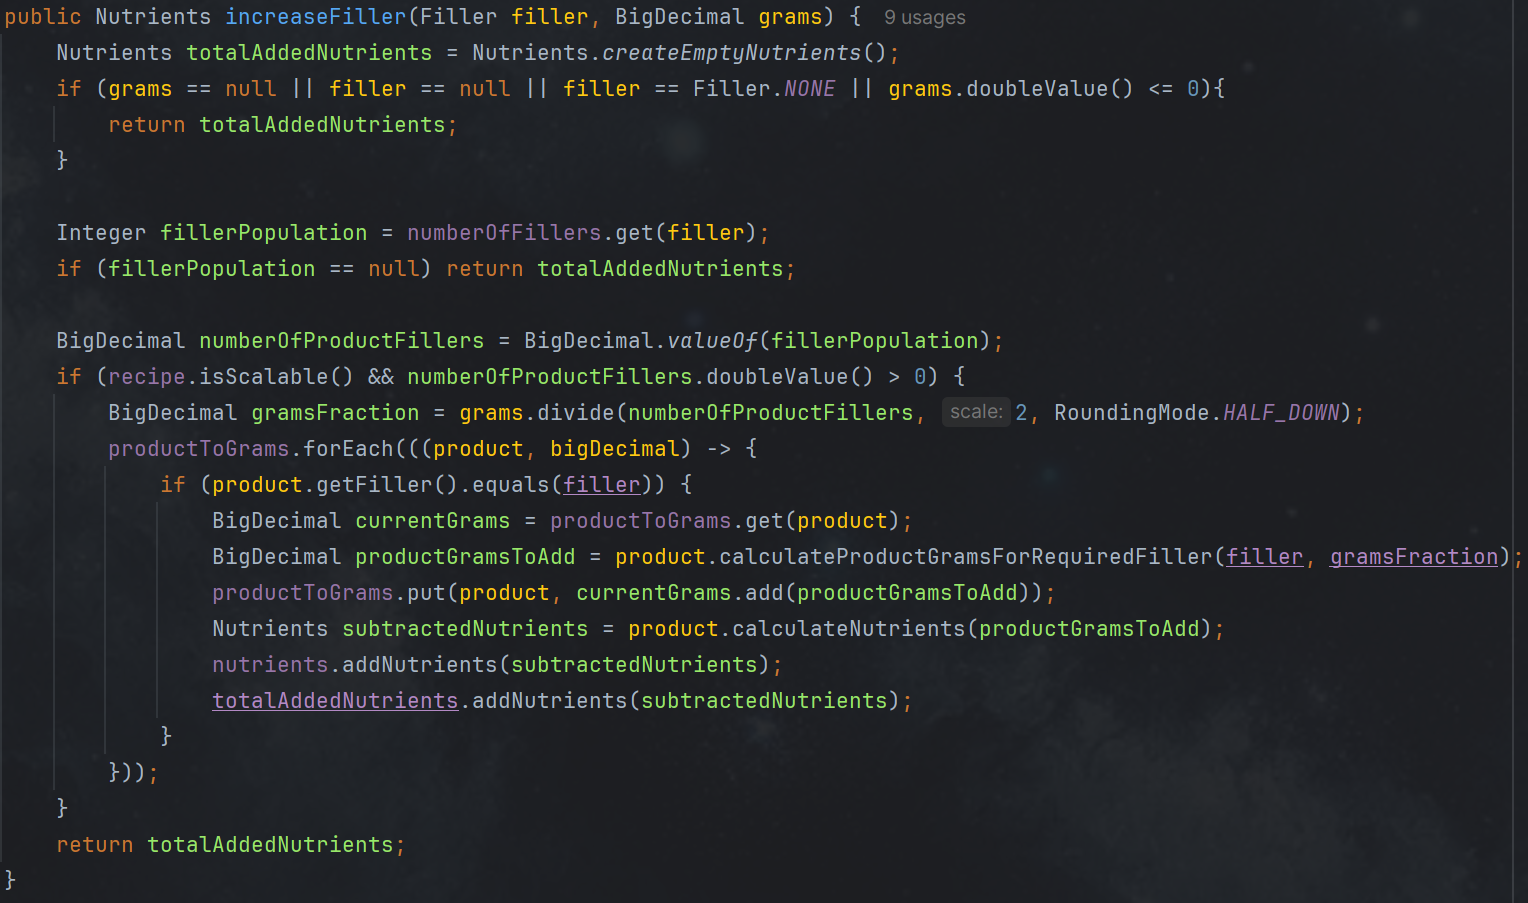 public Nutrients increaseFiller(Filler filler, BigDecimal grams) { 9 usages
    Nutrients totalAddedNutrients = Nutrients.createEmptyNutrients();
    if (grams == null || filler == null || filler == Filler.NONE || grams.doubleValue() <= 0){
        return totalAddedNutrients;
    }

    Integer fillerPopulation = numberOfFillers.get(filler);
    if (fillerPopulation == null) return totalAddedNutrients;

    BigDecimal numberOfProductFillers = BigDecimal.valueOf(fillerPopulation);
    if (recipe.isScalable() && numberOfProductFillers.doubleValue() > 0) {
        BigDecimal gramsFraction = grams.divide(numberOfProductFillers, scale: 2, RoundingMode.HALF_DOWN);
        productToGrams.forEach(((product, bigDecimal) -> {
            if (product.getFiller().equals(filler)) {
                BigDecimal currentGrams = productToGrams.get(product);
                BigDecimal productGramsToAdd = product.calculateProductGramsForRequiredFiller(filler, gramsFraction);
                productToGrams.put(product, currentGrams.add(productGramsToAdd));
                Nutrients subtractedNutrients = product.calculateNutrients(productGramsToAdd);
                nutrients.addNutrients(subtractedNutrients);
                totalAddedNutrients.addNutrients(subtractedNutrients);
            }
        }));
    }
    return totalAddedNutrients;
}